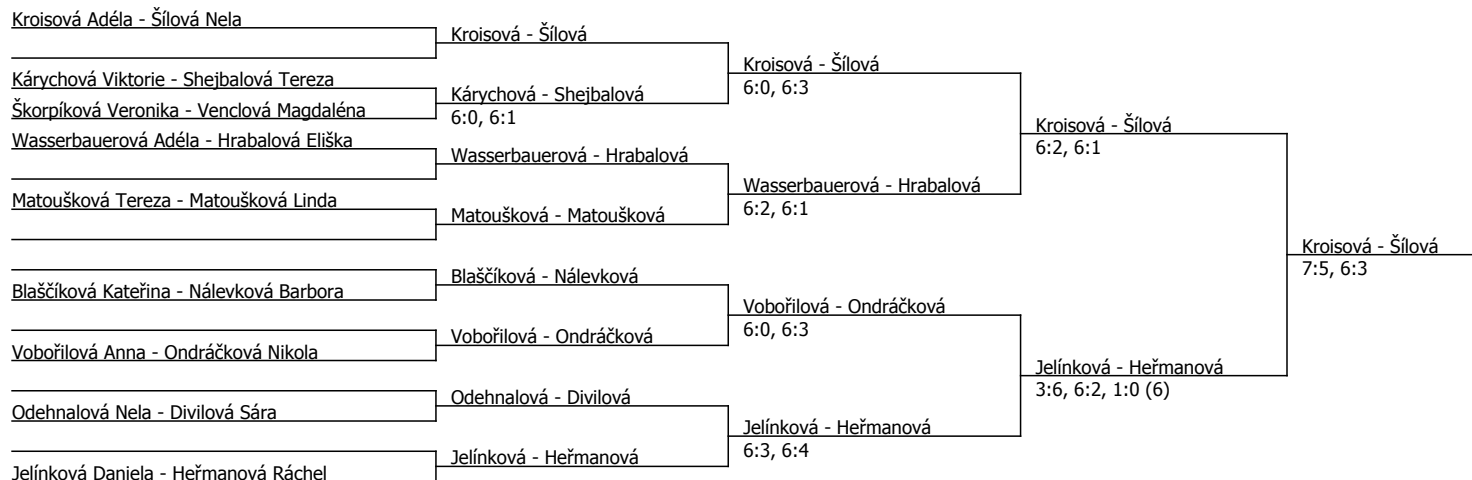 Kroisová Adéla - Šílová Nela
Kárychová Viktorie - Shejbalová Tereza
Škorpíková Veronika - Venclová Magdaléna
Wasserbauerová Adéla - Hrabalová Eliška
Matoušková Tereza - Matoušková Linda
Blaščíková Kateřina - Nálevková Barbora
Vobořilová Anna - Ondráčková Nikola
Odehnalová Nela - Divilová Sára
Jelínková Daniela - Heřmanová Ráchel
Kroisová - Šílová
Kárychová - Shejbalová
6:0, 6:1
Wasserbauerová - Hrabalová
Matoušková - Matoušková
Blaščíková - Nálevková
Vobořilová - Ondráčková
Odehnalová - Divilová
Jelínková - Heřmanová
Kroisová - Šílová
6:0, 6:3
Wasserbauerová - Hrabalová
6:2, 6:1
Vobořilová - Ondráčková
6:0, 6:3
Jelínková - Heřmanová
6:3, 6:4
Kroisová - Šílová
6:2, 6:1
Jelínková - Heřmanová
3:6, 6:2, 1:0 (6)
Kroisová - Šílová
7:5, 6:3